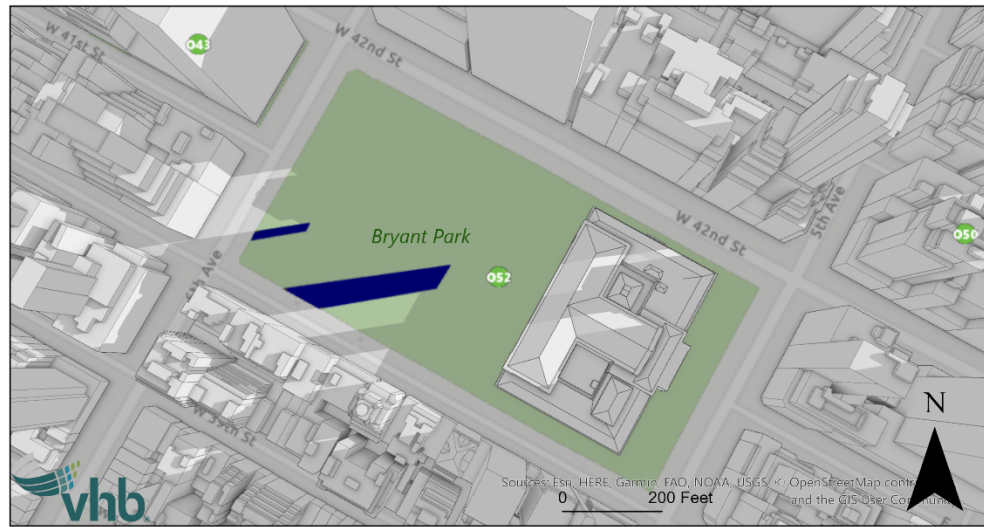 W 41st St
O43
W 42nd St
Bryant Park
O52
W 42nd St
5th Ave
O50
Ave
W 39th St
N
vhb
Sources: Esri, HERE, Garmin, FAO, NOAA, USGS, © OpenStreetMap
and the GIS User
0 200 Feet